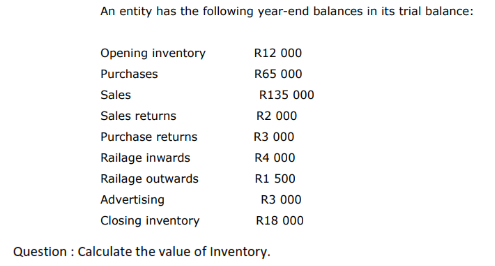 An entity has the following year-end balances in its trial balance:
Opening inventory R12 000
Purchases R65 000
Sales R135 000
Sales returns R2 000
Purchase returns R3 000
Railage inwards R4 000
Railage outwards R1 500
Advertising R3 000
Closing inventory R18 000
Question : Calculate the value of Inventory.